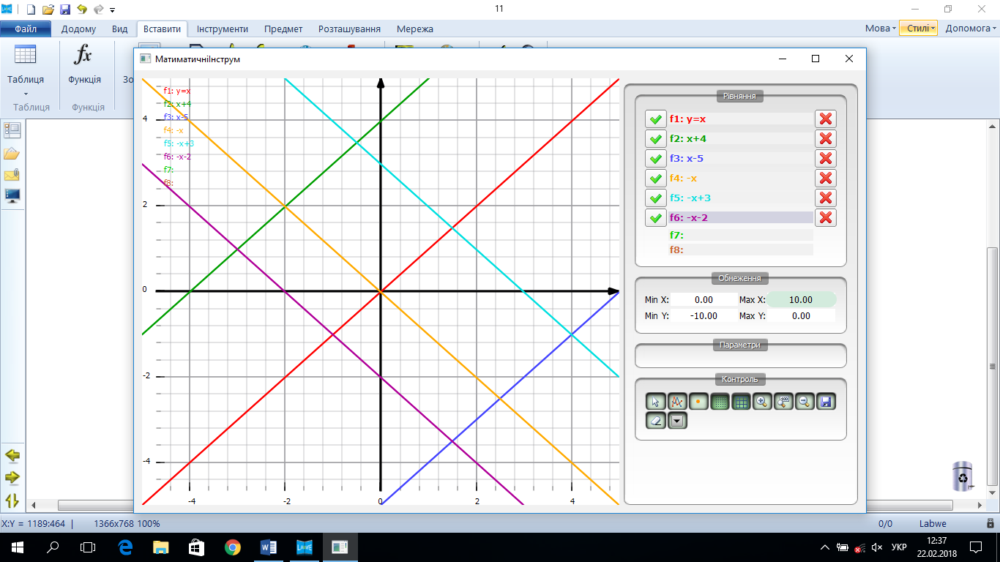 11
Файл Додому Вид Вставити Інструменти Предмет Розташування Мережа Мова Стилі Допомога
fx
Таблиця Функція Зо
Таблиця Функція
МатиматичніІнструм
f1: y=x
f2: x+4
f3: x-5
f4: -x
f5: -x+3
f6: -x-2
f7:
f8:
4
2
0
-2
-4
-4 -2 0 2 4
Рівняння
f1: y=x
f2: x+4
f3: x-5
f4: -x
f5: -x+3
f6: -x-2
f7:
f8:
Обмеження
Min X: 0.00 Max X: 10.00
Min Y: -10.00 Max Y: 0.00
Параметри
Контроль
X:Y = 1189:464 | 1366x768 100% 0/0 Labwe
УКР 12:37
22.02.2018